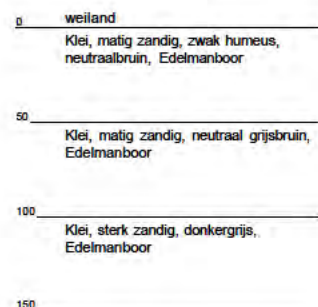 0 weiland
Klei, matig zandig, zwak humeus,
neutraalbruin, Edelmanboor
50
Klei, matig zandig, neutraal grijsbruin,
Edelmanboor
100
Klei, sterk zandig, donkergrijs,
Edelmanboor
150